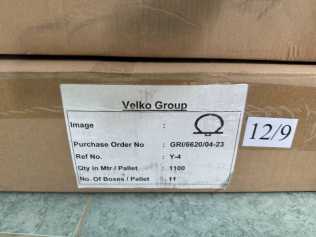 Velko Group
Image :
Purchase Order No : GRI/6620/04-23
Ref No. : Y-4
Qty in Mtr / Pallet : 1100
No. Of Boxes / Pallet : 11
12/9